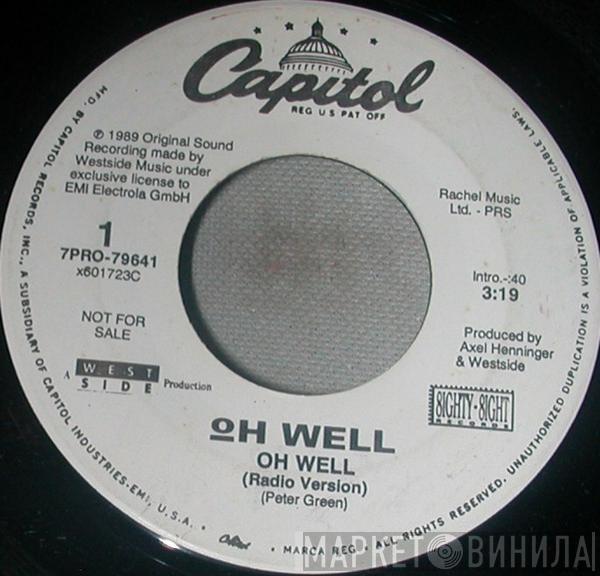 Capitol
REG U S PAT OFF
℗ 1989 Original Sound
Recording made by
Westside Music under
exclusive license to
EMI Electrola GmbH
1
7PRO-79641
x601723C
NOT FOR
SALE
A WEST SIDE Production
Rachel Music
Ltd. - PRS
Intro.-:40
3:19
Produced by
Axel Henninger
& Westside
8IGHTY-8IGHT
RECORDS
OH WELL
OH WELL
(Radio Version)
(Peter Green)
MFD. BY CAPITOL RECORDS, INC., A SUBSIDIARY OF CAPITOL INDUSTRIES-EMI, U.S.A. • Capitol • MARCA REG. • ALL RIGHTS RESERVED. UNAUTHORIZED DUPLICATION IS A VIOLATION OF APPLICABLE LAWS.
МАРКЕТ ВИНИЛА